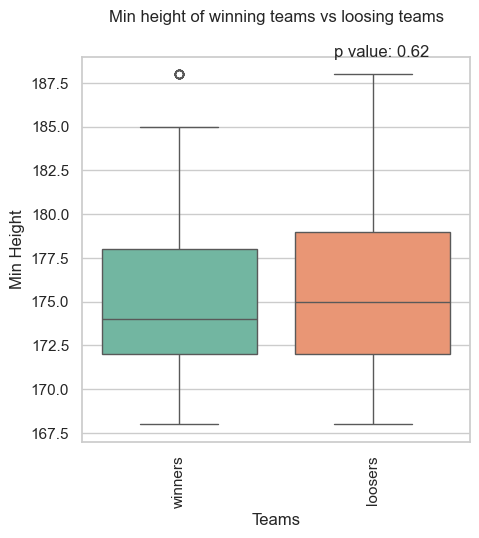 Min height of winning teams vs loosing teams
p value: 0.62
187.5
185.0
182.5
180.0
177.5
175.0
172.5
170.0
167.5
Min Height
winners
loosers
Teams